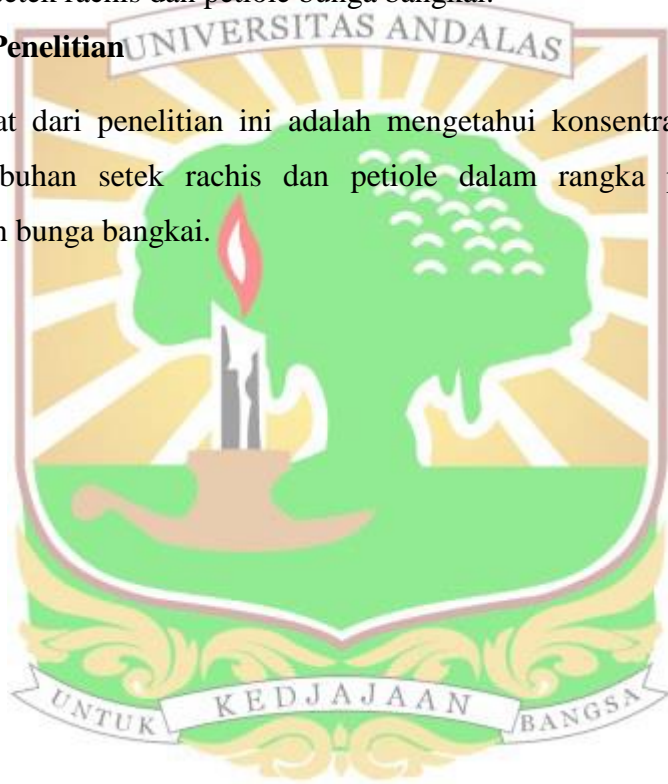 setek rachis dan petiole bunga bangkai.
Penelitian
UNIVERSITAS ANDALAS
at dari penelitian ini adalah mengetahui konsentra
buhan setek rachis dan petiole dalam rangka
n bunga bangkai.
UNTUK KEDJAJAAN BANGSA